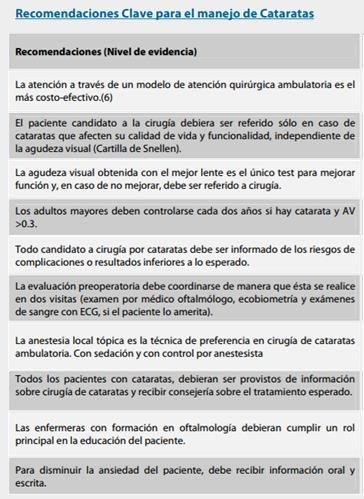 Recomendaciones Clave para el manejo de Cataratas
Recomendaciones (Nivel de evidencia)
La atención a través de un modelo de atención quirúrgica ambulatoria es el
más costo-efectivo.(6)
El paciente candidato a la cirugía debiera ser referido sólo en caso de
cataratas que afecten su calidad de vida y funcionalidad, independiente de
la agudeza visual (Cartilla de Snellen).
La agudeza visual obtenida con el mejor lente es el único test para mejorar
función y, en caso de no mejorar, debe ser referido a cirugía.
Los adultos mayores deben controlarse cada dos años si hay catarata y AV
>0.3.
Todo candidato a cirugía por cataratas debe ser informado de los riesgos de
complicaciones o resultados inferiores a lo esperado.
La evaluación preoperatoria debe coordinarse de manera que ésta se realice
en dos visitas (examen por médico oftalmólogo, ecobiometría y exámenes
de sangre con ECG, si el paciente lo amerita).
La anestesia local tópica es la técnica de preferencia en cirugía de cataratas
ambulatoria. Con sedación y con control por anestesista
Todos los pacientes con cataratas, debieran ser provistos de información
sobre cirugía de cataratas y recibir consejería sobre el tratamiento esperado.
Las enfermeras con formación en oftalmología debieran cumplir un rol
principal en la educación del paciente.
Para disminuir la ansiedad del paciente, debe recibir información oral y
escrita.